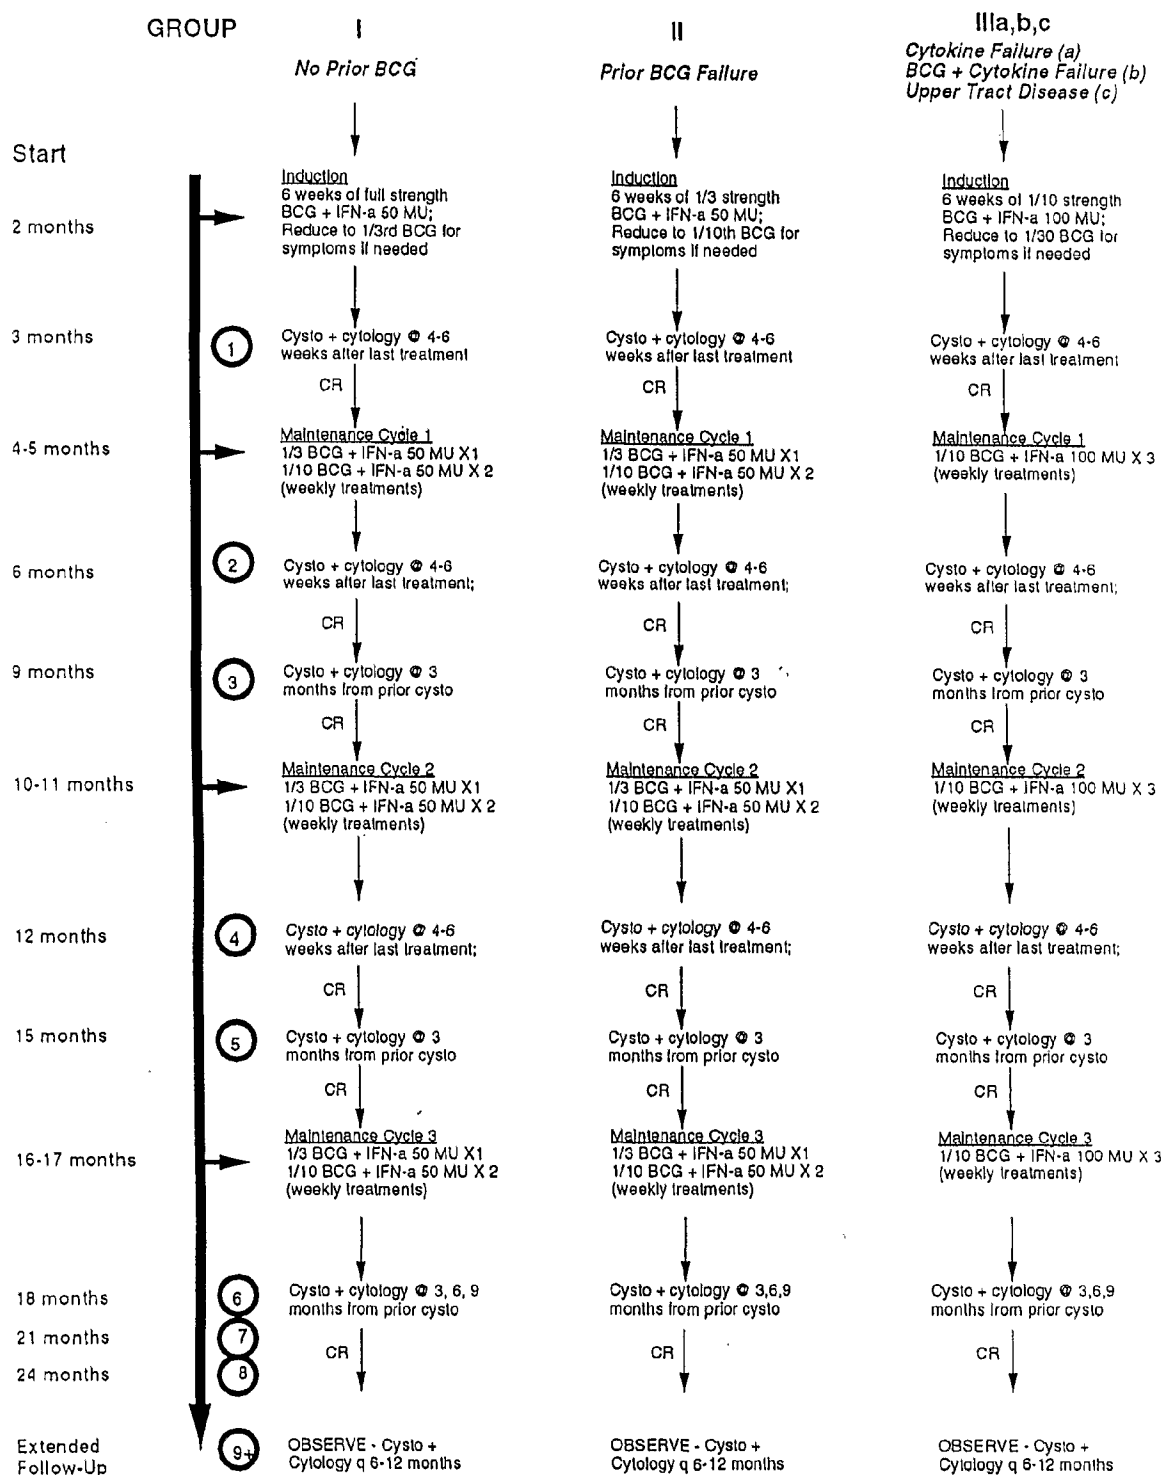 GROUP
I
No Prior BCG
II
Prior BCG Failure
IIIa,b,c
Cytokine Failure (a)
BCG + Cytokine Failure (b)
Upper Tract Disease (c)
Start
2 months
Induction
6 weeks of full strength
BCG + IFN-a 50 MU;
Reduce to 1/3rd BCG for
symptoms if needed
Induction
6 weeks of 1/3 strength
BCG + IFN-a 50 MU;
Reduce to 1/10th BCG for
symptoms if needed
Induction
6 weeks of 1/10 strength
BCG + IFN-a 100 MU;
Reduce to 1/30 BCG for
symptoms if needed
3 months
1
Cysto + cytology @ 4-6
weeks after last treatment
CR
Cysto + cytology @ 4-6
weeks after last treatment
CR
Cysto + cytology @ 4-6
weeks after last treatment
CR
4-5 months
Maintenance Cycle 1
1/3 BCG + IFN-a 50 MU X1
1/10 BCG + IFN-a 50 MU X 2
(weekly treatments)
Maintenance Cycle 1
1/3 BCG + IFN-a 50 MU X1
1/10 BCG + IFN-a 50 MU X 2
(weekly treatments)
Maintenance Cycle 1
1/10 BCG + IFN-a 100 MU X 3
(weekly treatments)
6 months
2
Cysto + cytology @ 4-6
weeks after last treatment;
CR
Cysto + cytology @ 4-6
weeks after last treatment;
CR
Cysto + cytology @ 4-6
weeks after last treatment;
CR
9 months
3
Cysto + cytology @ 3
months from prior cysto
CR
Cysto + cytology @ 3
months from prior cysto
CR
Cysto + cytology @ 3
months from prior cysto
CR
10-11 months
Maintenance Cycle 2
1/3 BCG + IFN-a 50 MU X1
1/10 BCG + IFN-a 50 MU X 2
(weekly treatments)
Maintenance Cycle 2
1/3 BCG + IFN-a 50 MU X1
1/10 BCG + IFN-a 50 MU X 2
(weekly treatments)
Maintenance Cycle 2
1/10 BCG + IFN-a 100 MU X 3
(weekly treatments)
12 months
4
Cysto + cytology @ 4-6
weeks after last treatment;
CR
Cysto + cytology @ 4-6
weeks after last treatment;
CR
Cysto + cytology @ 4-6
weeks after last treatment;
CR
15 months
5
Cysto + cytology @ 3
months from prior cysto
CR
Cysto + cytology @ 3
months from prior cysto
CR
Cysto + cytology @ 3
months from prior cysto
CR
16-17 months
Maintenance Cycle 3
1/3 BCG + IFN-a 50 MU X1
1/10 BCG + IFN-a 50 MU X 2
(weekly treatments)
Maintenance Cycle 3
1/3 BCG + IFN-a 50 MU X1
1/10 BCG + IFN-a 50 MU X 2
(weekly treatments)
Maintenance Cycle 3
1/10 BCG + IFN-a 100 MU X 3
(weekly treatments)
18 months
6
21 months
7
24 months
8
Cysto + cytology @ 3, 6, 9
months from prior cysto
CR
Cysto + cytology @ 3,6,9
months from prior cysto
CR
Cysto + cytology @ 3,6,9
months from prior cysto
CR
Extended
Follow-Up
9+
OBSERVE - Cysto +
Cytology q 6-12 months
OBSERVE - Cysto +
Cytology q 6-12 months
OBSERVE - Cysto +
Cytology q 6-12 months